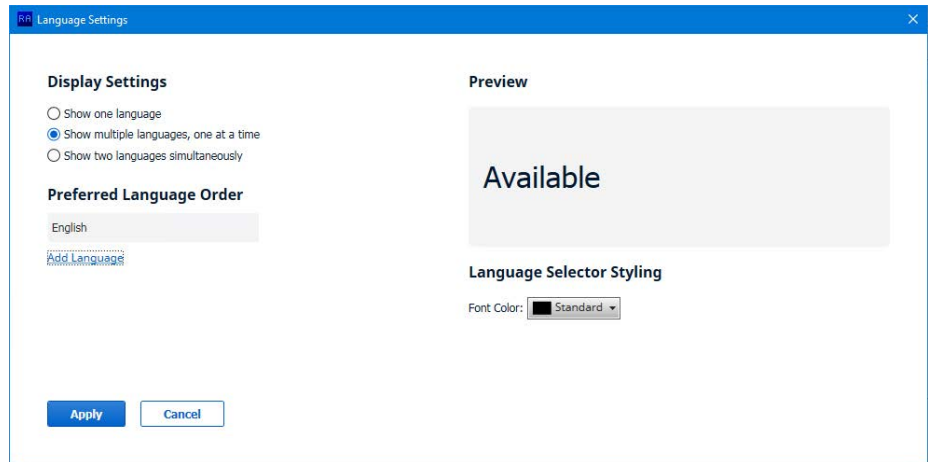 RA Language Settings
Display Settings
Show one language
Show multiple languages, one at a time
Show two languages simultaneously
Preferred Language Order
English
Add Language
Apply
Cancel
Preview
Available
Language Selector Styling
Font Color: Standard